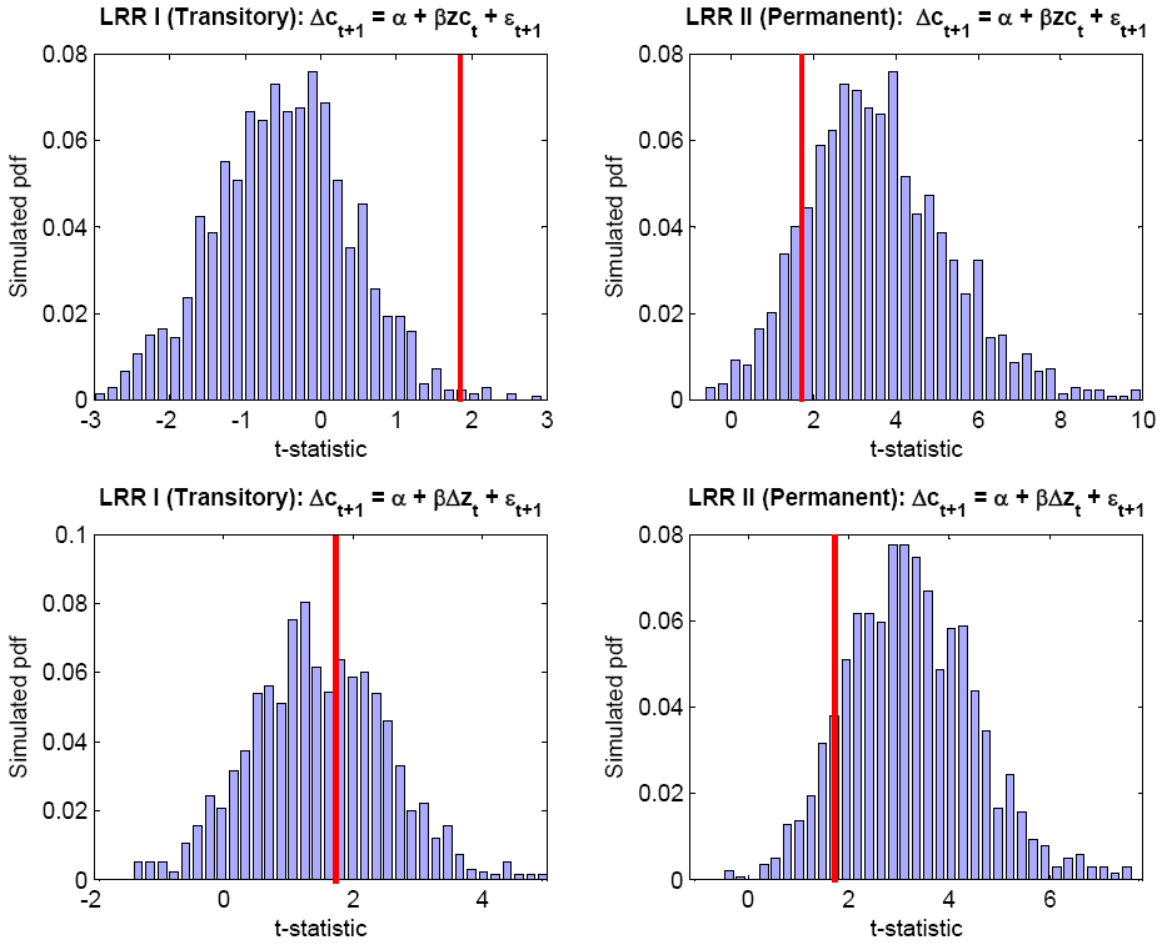 LRR I (Transitory): Δc_{t+1} = α + βzc_t + ε_{t+1}
LRR II (Permanent): Δc_{t+1} = α + βzc_t + ε_{t+1}
0.08
0.06
0.04
0.02
0
Simulated pdf
-3 -2 -1 0 1 2 3
t-statistic
0.08
0.06
0.04
0.02
0
Simulated pdf
0 2 4 6 8 10
t-statistic
LRR I (Transitory): Δc_{t+1} = α + βΔz_t + ε_{t+1}
LRR II (Permanent): Δc_{t+1} = α + βΔz_t + ε_{t+1}
0.1
0.08
0.06
0.04
0.02
0
Simulated pdf
-2 0 2 4
t-statistic
0.08
0.06
0.04
0.02
0
Simulated pdf
0 2 4 6
t-statistic